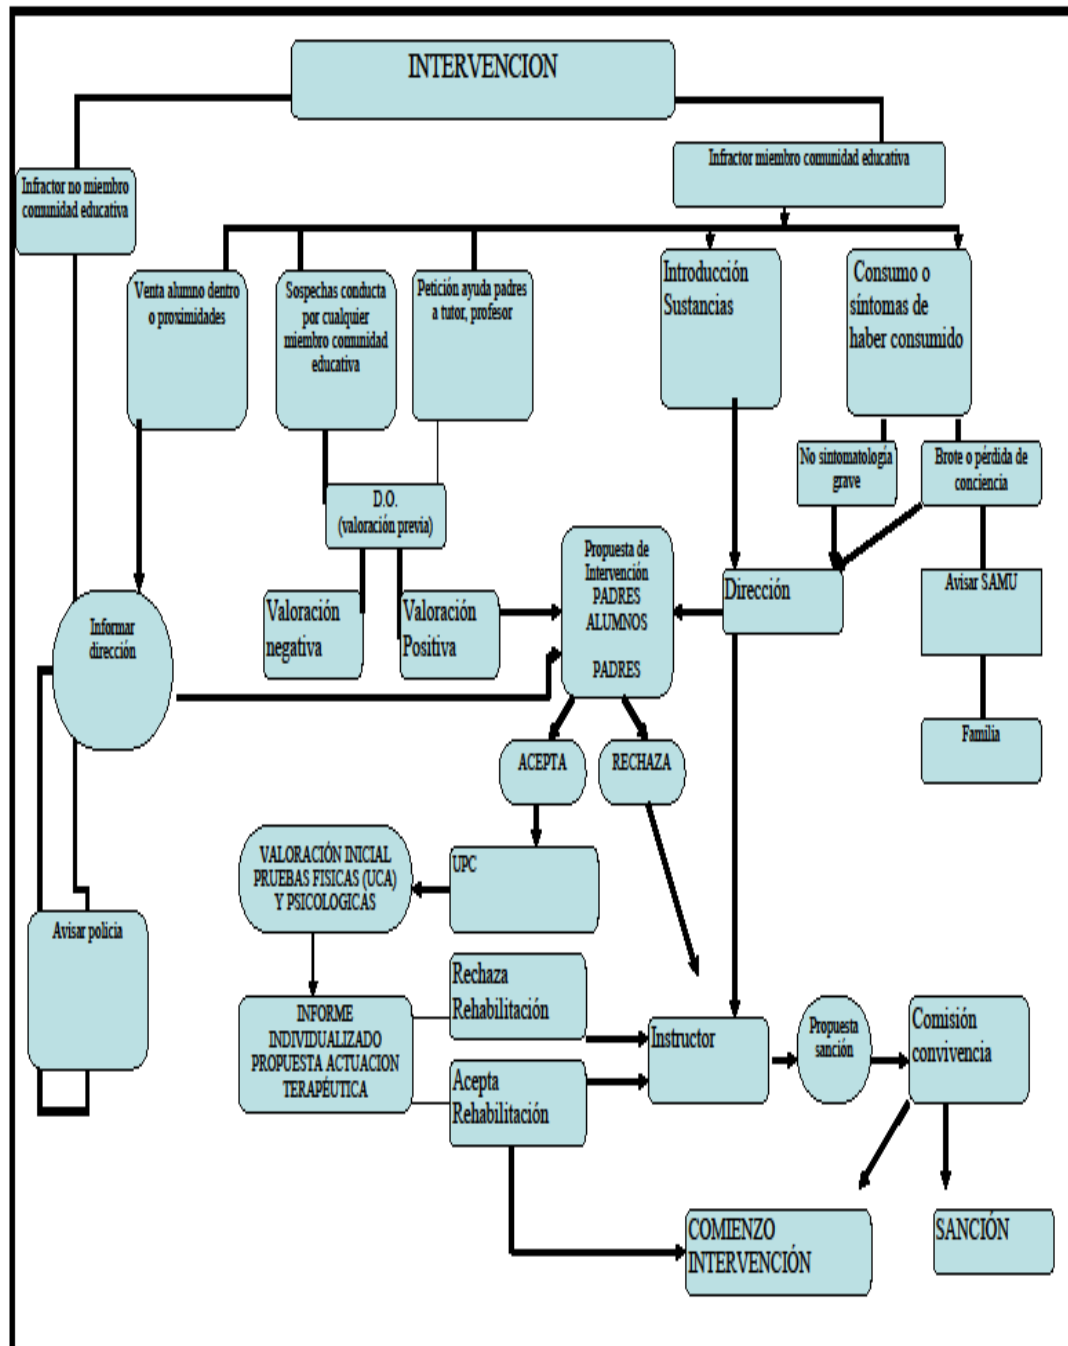 INTERVENCION
Infractor no miembro
comunidad educativa
Infractor miembro comunidad educativa
Venta alumno dentro
o proximidades
Sospechas conducta
por cualquier
miembro comunidad
educativa
Petición ayuda padres
a tutor, profesor
Introducción
Sustancias
Consumo o
síntomas de
haber consumido
No sintomatología
grave
Brote o pérdida de
conciencia
D.O.
(valoración previa)
Propuesta de
Intervención
PADRES
ALUMNOS
PADRES
Dirección
Avisar SAMU
Valoración
negativa
Valoración
Positiva
Informar
dirección
Familia
ACEPTA
RECHAZA
VALORACIÓN INICIAL
PRUEBAS FISICAS (UCA)
Y PSICOLOGICAS
UPC
Avisar policia
Rechaza
Rehabilitación
INFORME
INDIVIDUALIZADO
PROPUESTA ACTUACION
TERAPÉUTICA
Acepta
Rehabilitación
Instructor
Propuesta
sanción
Comisión
convivencia
COMIENZO
INTERVENCIÓN
SANCIÓN